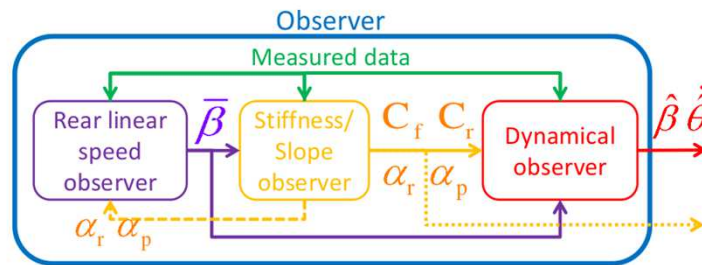 Observer
Measured data
Rear linear
speed
observer
β̄
Stiffness/
Slope
observer
C_f C_r
α_r α_p
Dynamical
observer
β̂ θ̂
α_r α_p